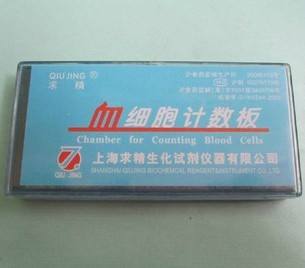 QIU JING ®
求精
血细胞计数板
Chamber for Counting Blood Cells
QIU JING
上海求精生化试剂仪器有限公司
SHANGHAI QIUJING BIOCHEMICAL REAGENT&INSTRUMENT CO.,LTD